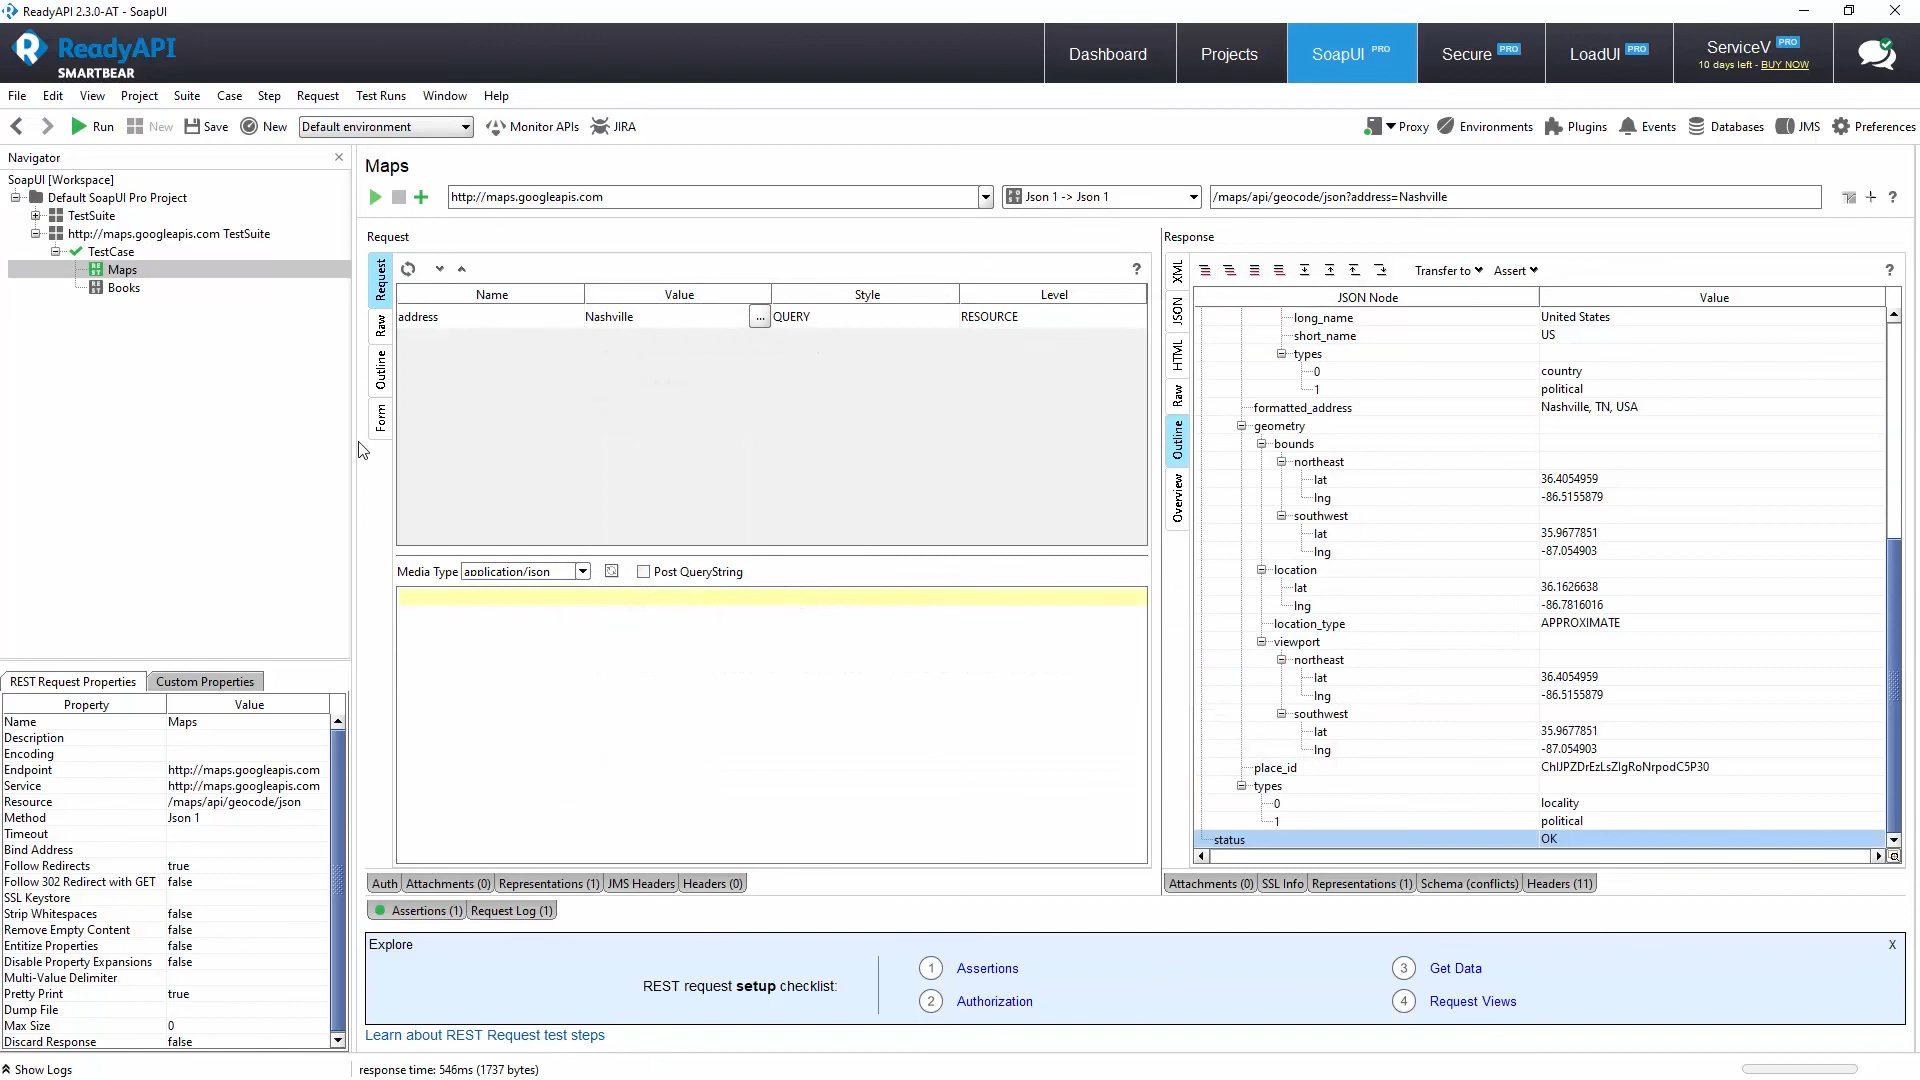 ReadyAPI 2.3.0-AT - SoapUI
ReadyAPI
SMARTBEAR
Dashboard
Projects
SoapUI PRO
Secure PRO
LoadUI PRO
ServiceV PRO
10 days left - BUY NOW
File Edit View Project Suite Case Step Request Test Runs Window Help
Run New Save New Default environment Monitor APIs JIRA Proxy Environments Plugins Events Databases JMS Preferences
Navigator
SoapUI [Workspace]
Default SoapUI Pro Project
TestSuite
http://maps.googleapis.com TestSuite
TestCase
Maps
Books
REST Request Properties Custom Properties
Property Value
Name Maps
Description
Encoding
Endpoint http://maps.googleapis.com
Service http://maps.googleapis.com
Resource /maps/api/geocode/json
Method Json 1
Timeout
Bind Address
Follow Redirects true
Follow 302 Redirect with GET false
SSL Keystore
Strip Whitespaces false
Remove Empty Content false
Entitize Properties false
Disable Property Expansions false
Multi-Value Delimiter
Pretty Print true
Dump File
Max Size 0
Discard Response false
Show Logs
Maps
http://maps.googleapis.com
Json 1 -> Json 1
/maps/api/geocode/json?address=Nashville
Request
Request
Raw
Outline
Form
Name Value Style Level
address Nashville ... QUERY RESOURCE
Media Type application/json Post QueryString
Auth Attachments (0) Representations (1) JMS Headers Headers (0)
Assertions (1) Request Log (1)
Response
XML
JSON
HTML
Raw
Outline
Overview
Transfer to Assert
JSON Node Value
long_name United States
short_name US
types
0 country
1 political
formatted_address Nashville, TN, USA
geometry
bounds
northeast
lat 36.4054959
lng -86.5155879
southwest
lat 35.9677851
lng -87.054903
location
lat 36.1626638
lng -86.7816016
location_type APPROXIMATE
viewport
northeast
lat 36.4054959
lng -86.5155879
southwest
lat 35.9677851
lng -87.054903
place_id ChIJPZDrEzLsZIgRoNrpodC5P30
types
0 locality
1 political
status OK
Attachments (0) SSL Info Representations (1) Schema (conflicts) Headers (11)
Explore X
REST request setup checklist:
1 Assertions
2 Authorization
3 Get Data
4 Request Views
Learn about REST Request test steps
response time: 546ms (1737 bytes)